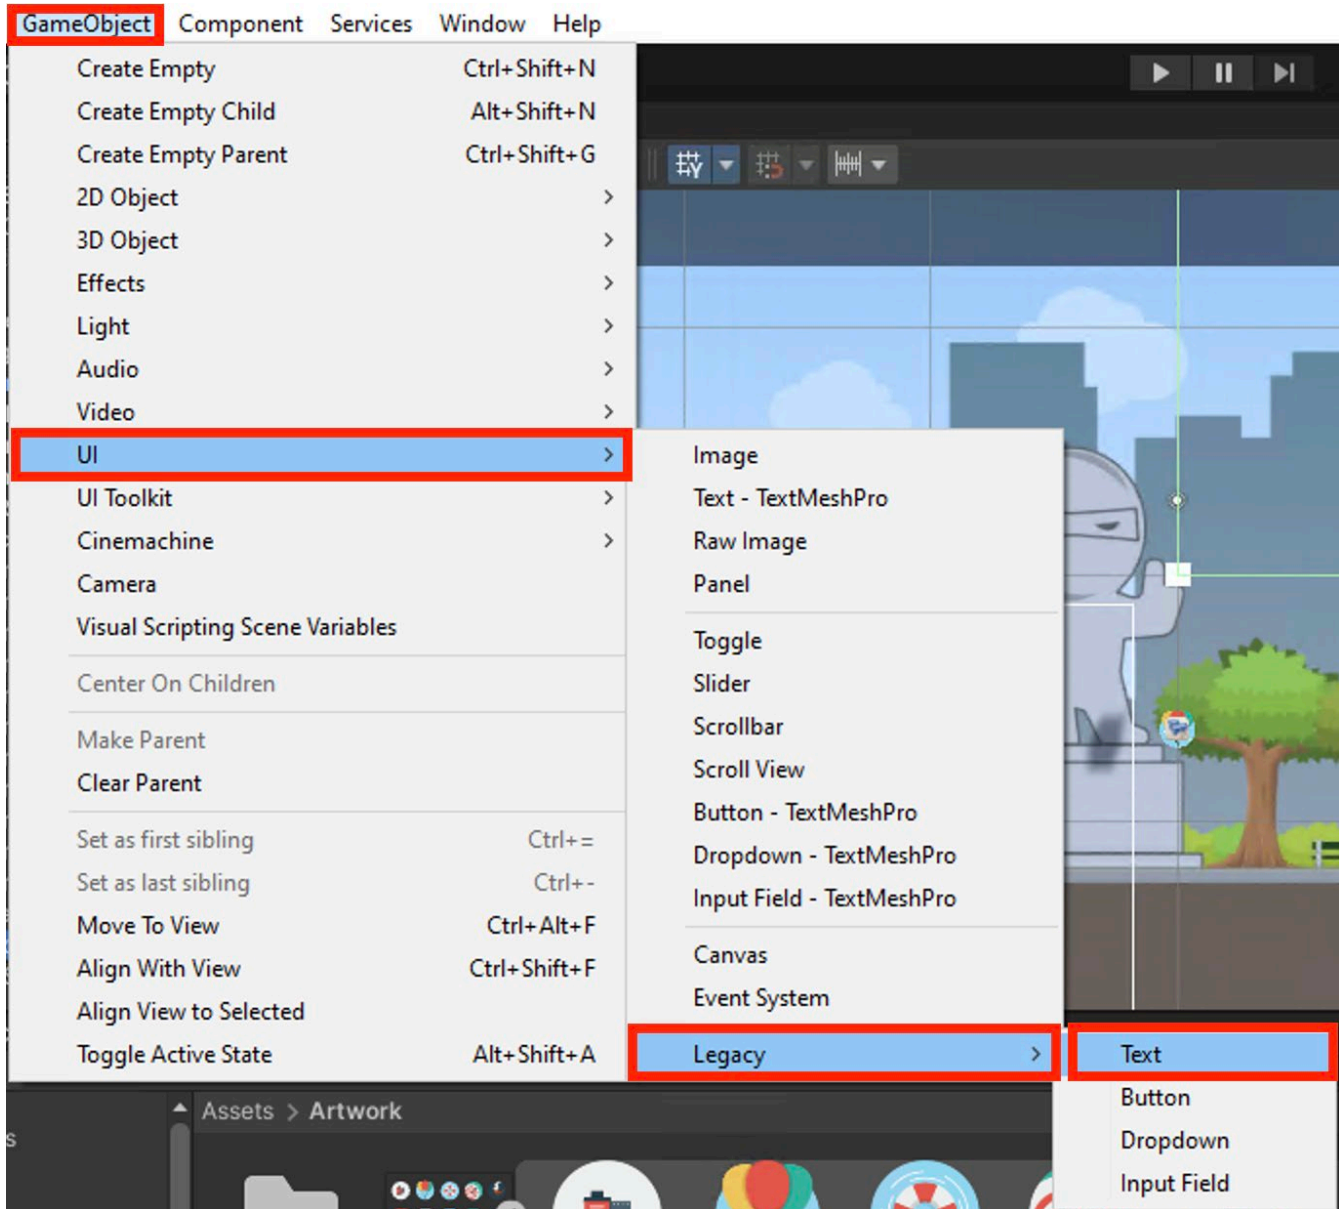 GameObject Component Services Window Help
Create Empty Ctrl+Shift+N
Create Empty Child Alt+Shift+N
Create Empty Parent Ctrl+Shift+G
2D Object
3D Object
Effects
Light
Audio
Video
UI
UI Toolkit
Cinemachine
Camera
Visual Scripting Scene Variables
Center On Children
Make Parent
Clear Parent
Set as first sibling Ctrl+=
Set as last sibling Ctrl+-
Move To View Ctrl+Alt+F
Align With View Ctrl+Shift+F
Align View to Selected
Toggle Active State Alt+Shift+A
Image
Text - TextMeshPro
Raw Image
Panel
Toggle
Slider
Scrollbar
Scroll View
Button - TextMeshPro
Dropdown - TextMeshPro
Input Field - TextMeshPro
Canvas
Event System
Legacy
Text
Button
Dropdown
Input Field
Assets > Artwork
s